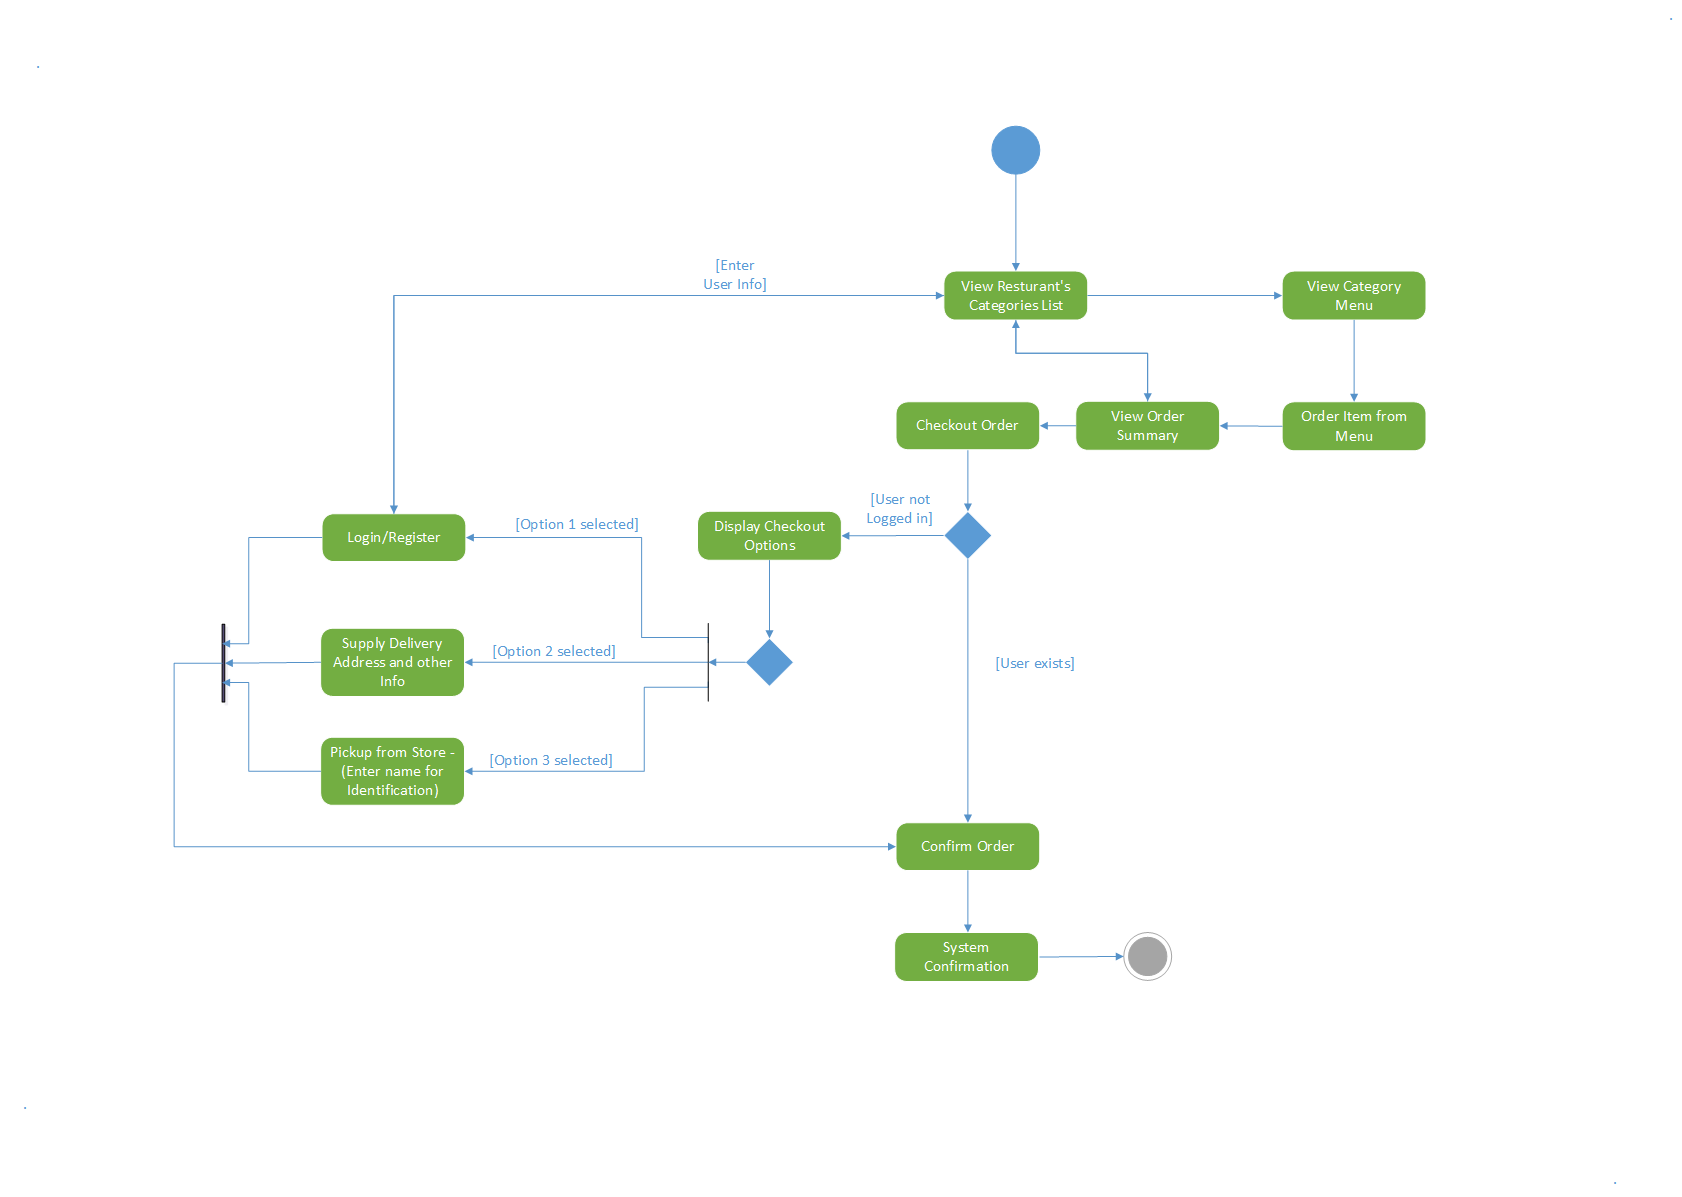 [Enter
User Info]
View Resturant's
Categories List
View Category
Menu
Checkout Order
View Order
Summary
Order Item from
Menu
[User not
Logged in]
Login/Register
[Option 1 selected]
Display Checkout
Options
Supply Delivery
Address and other
Info
[Option 2 selected]
[User exists]
Pickup from Store -
(Enter name for
Identification)
[Option 3 selected]
Confirm Order
System
Confirmation